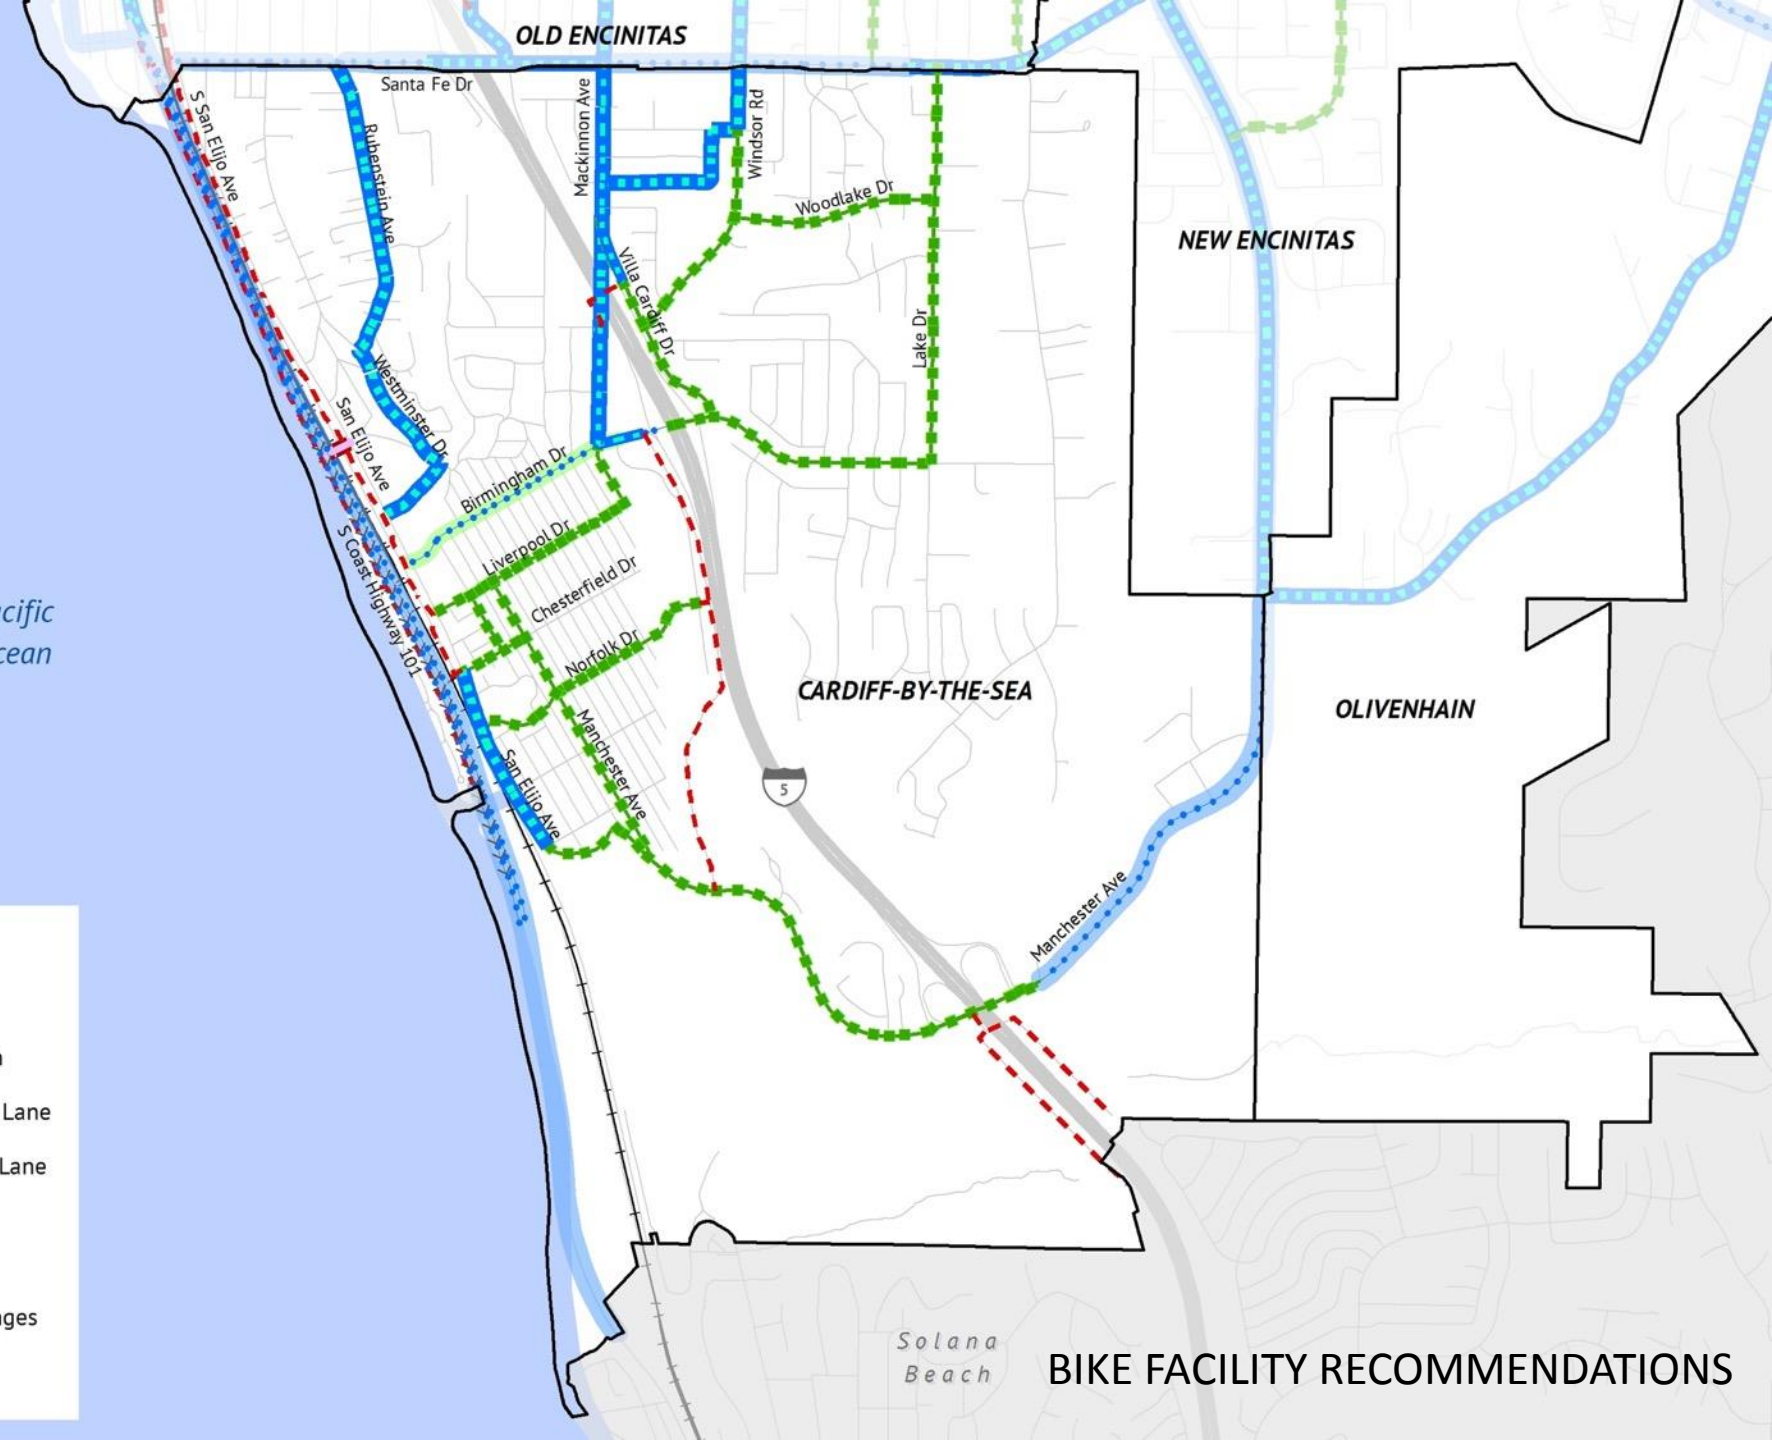 OLD ENCINITAS
Santa Fe Dr
S San Elijo Ave
Rubenstein Ave
Mackinnon Ave
Windsor Rd
Woodlake Dr
NEW ENCINITAS
Villa Cardiff Dr
Lake Dr
Westminster Dr
San Elijo Ave
Birmingham Dr
Liverpool Dr
S Coast Highway 101
Chesterfield Dr
cific
cean
Norfolk Dr
CARDIFF-BY-THE-SEA
OLIVENHAIN
Manchester Ave
San Elijo Ave
5
Manchester Ave
Lane
Lane
ges
Solana
Beach
BIKE FACILITY RECOMMENDATIONS